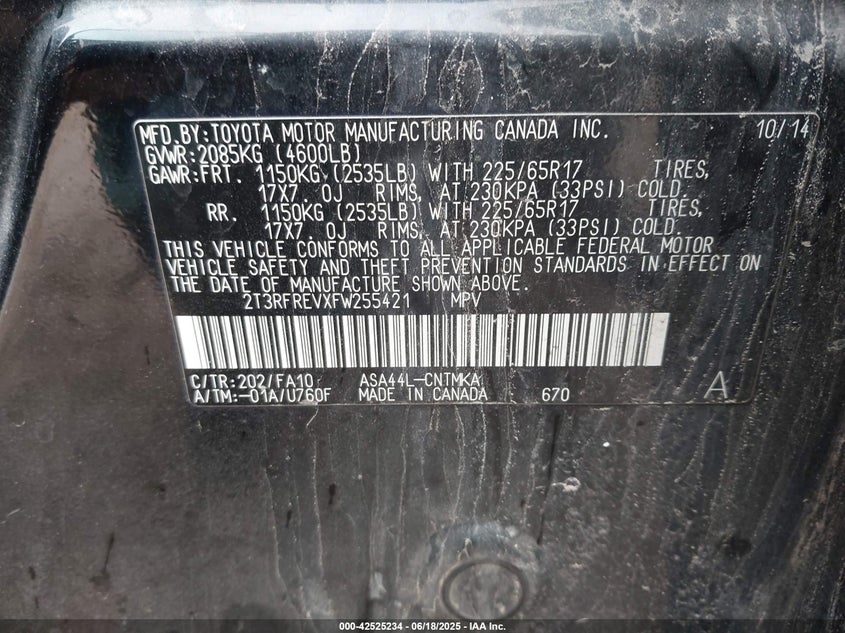 MFD.BY:TOYOTA MOTOR MANUFACTURING CANADA INC. 10/14
GVWR:2085KG (4600LB)
GAWR:FRT. 1150KG (2535LB) WITH 225/65R17 TIRES,
17X7.0J RIMS, AT 230KPA (33PSI) COLD.
RR. 1150KG (2535LB) WITH 225/65R17 TIRES,
17X7.0J RIMS, AT 230KPA (33PSI) COLD.
THIS VEHICLE CONFORMS TO ALL APPLICABLE FEDERAL MOTOR
VEHICLE SAFETY AND THEFT PREVENTION STANDARDS IN EFFECT ON
THE DATE OF MANUFACTURE SHOWN ABOVE.
2T3RFREVXFW255421 MPV
C/TR:202/FA10 ASA44L-CNTMKA
A/TM:-01A/U760F MADE IN CANADA 670 A
000-42525234 - 06/18/2025 - IAA Inc.